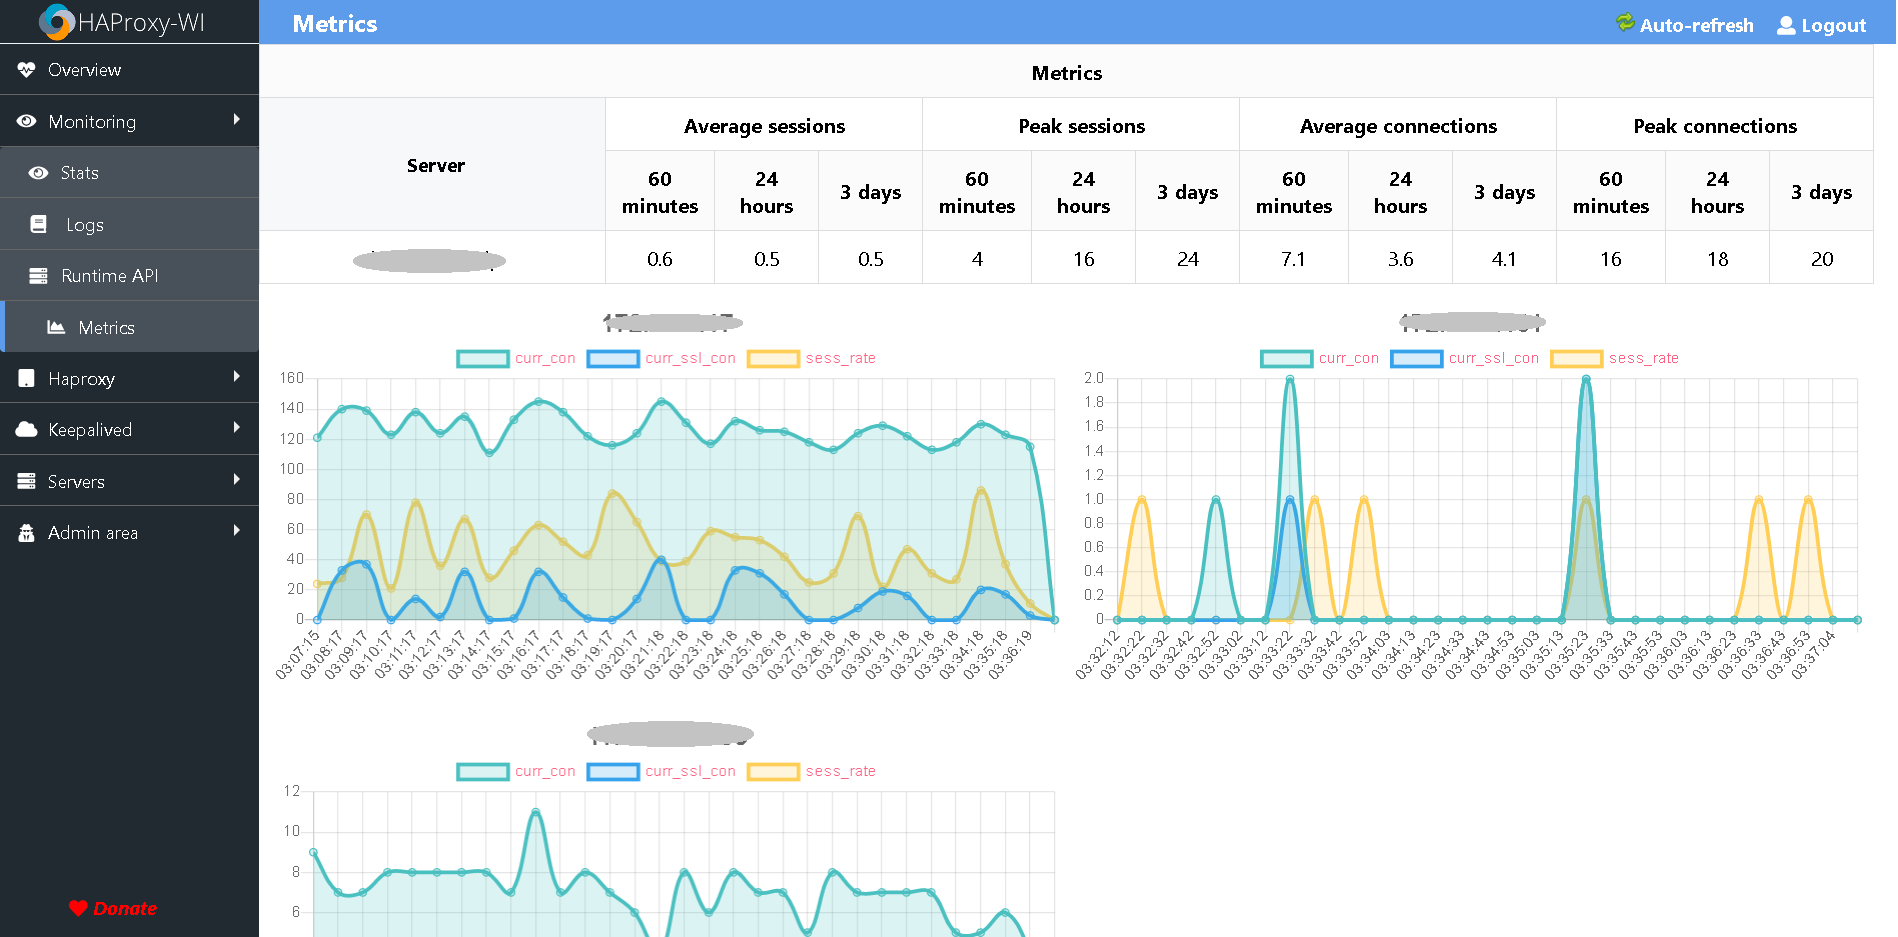 HAProxy-WI
Metrics
Auto-refresh
Logout
Overview
Monitoring
Stats
Logs
Runtime API
Metrics
Haproxy
Keepalived
Servers
Admin area
Donate
Metrics
Server
Average sessions
Peak sessions
Average connections
Peak connections
60 minutes
24 hours
3 days
60 minutes
24 hours
3 days
60 minutes
24 hours
3 days
60 minutes
24 hours
3 days
0.6 0.5 0.5 4 16 24 7.1 3.6 4.1 16 18 20
curr_con curr_ssl_con sess_rate
160
140
120
100
80
60
40
20
0
03:07:15 03:08:17 03:09:17 03:10:17 03:11:17 03:12:17 03:13:17 03:14:17 03:15:17 03:16:17 03:17:17 03:18:17 03:19:17 03:20:17 03:21:18 03:22:18 03:23:18 03:24:18 03:25:18 03:26:18 03:27:18 03:28:18 03:29:18 03:30:18 03:31:18 03:32:18 03:33:18 03:34:18 03:35:18 03:36:19
curr_con curr_ssl_con sess_rate
2.0
1.8
1.6
1.4
1.2
1.0
0.8
0.6
0.4
0.2
0
03:32:12 03:32:22 03:32:32 03:32:42 03:32:52 03:33:02 03:33:12 03:33:22 03:33:32 03:33:42 03:33:52 03:34:03 03:34:13 03:34:23 03:34:33 03:34:43 03:34:53 03:35:03 03:35:13 03:35:23 03:35:33 03:35:43 03:35:53 03:36:03 03:36:13 03:36:23 03:36:33 03:36:43 03:36:53 03:37:04
curr_con curr_ssl_con sess_rate
12
10
8
6